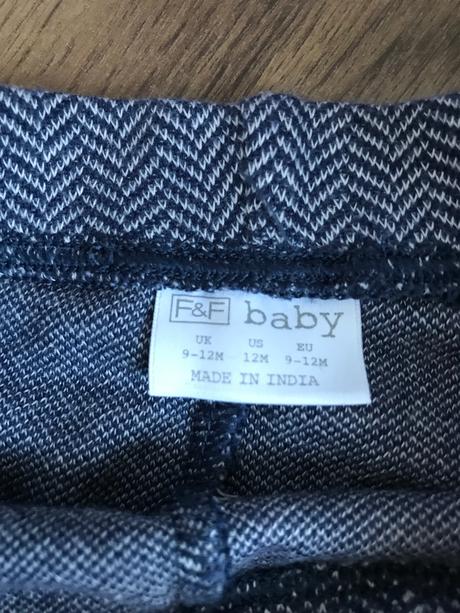 F&F baby
UK US EU
9-12M 12M 9-12M
MADE IN INDIA